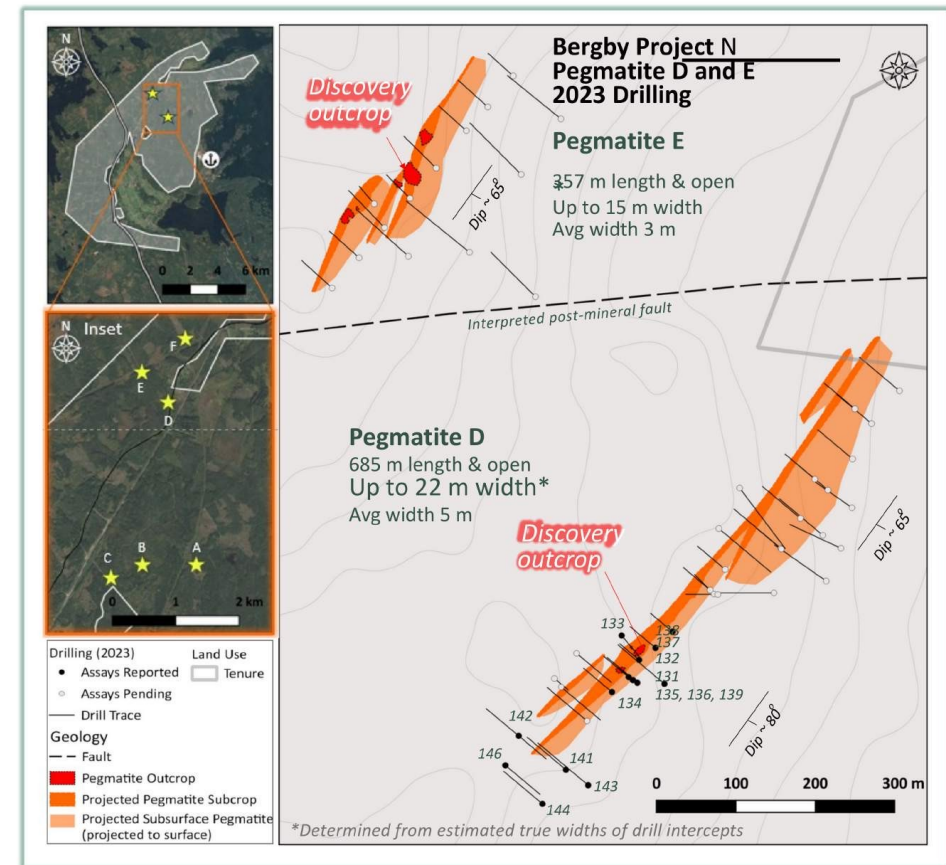 N
0 2 4 6 km
N
Inset
F
E
D
C
B
A
0 1 2 km
Drilling (2023)
Land Use
Assays Reported
Tenure
Assays Pending
Drill Trace
Geology
Fault
Pegmatite Outcrop
Projected Pegmatite Subcrop
Projected Subsurface Pegmatite
(projected to surface)
Bergby Project N
Pegmatite D and E
2023 Drilling
Discovery
outcrop
Pegmatite E
357 m length & open
Up to 15 m width
Avg width 3 m
Dip ~ 65°
Interpreted post-mineral fault
Pegmatite D
685 m length & open
Up to 22 m width*
Avg width 5 m
Discovery
outcrop
Dip ~ 65°
133
138
137
132
131
135, 136, 139
134
142
146
141
143
144
Dip ~ 80°
0 100 200 300 m
*Determined from estimated true widths of drill intercepts